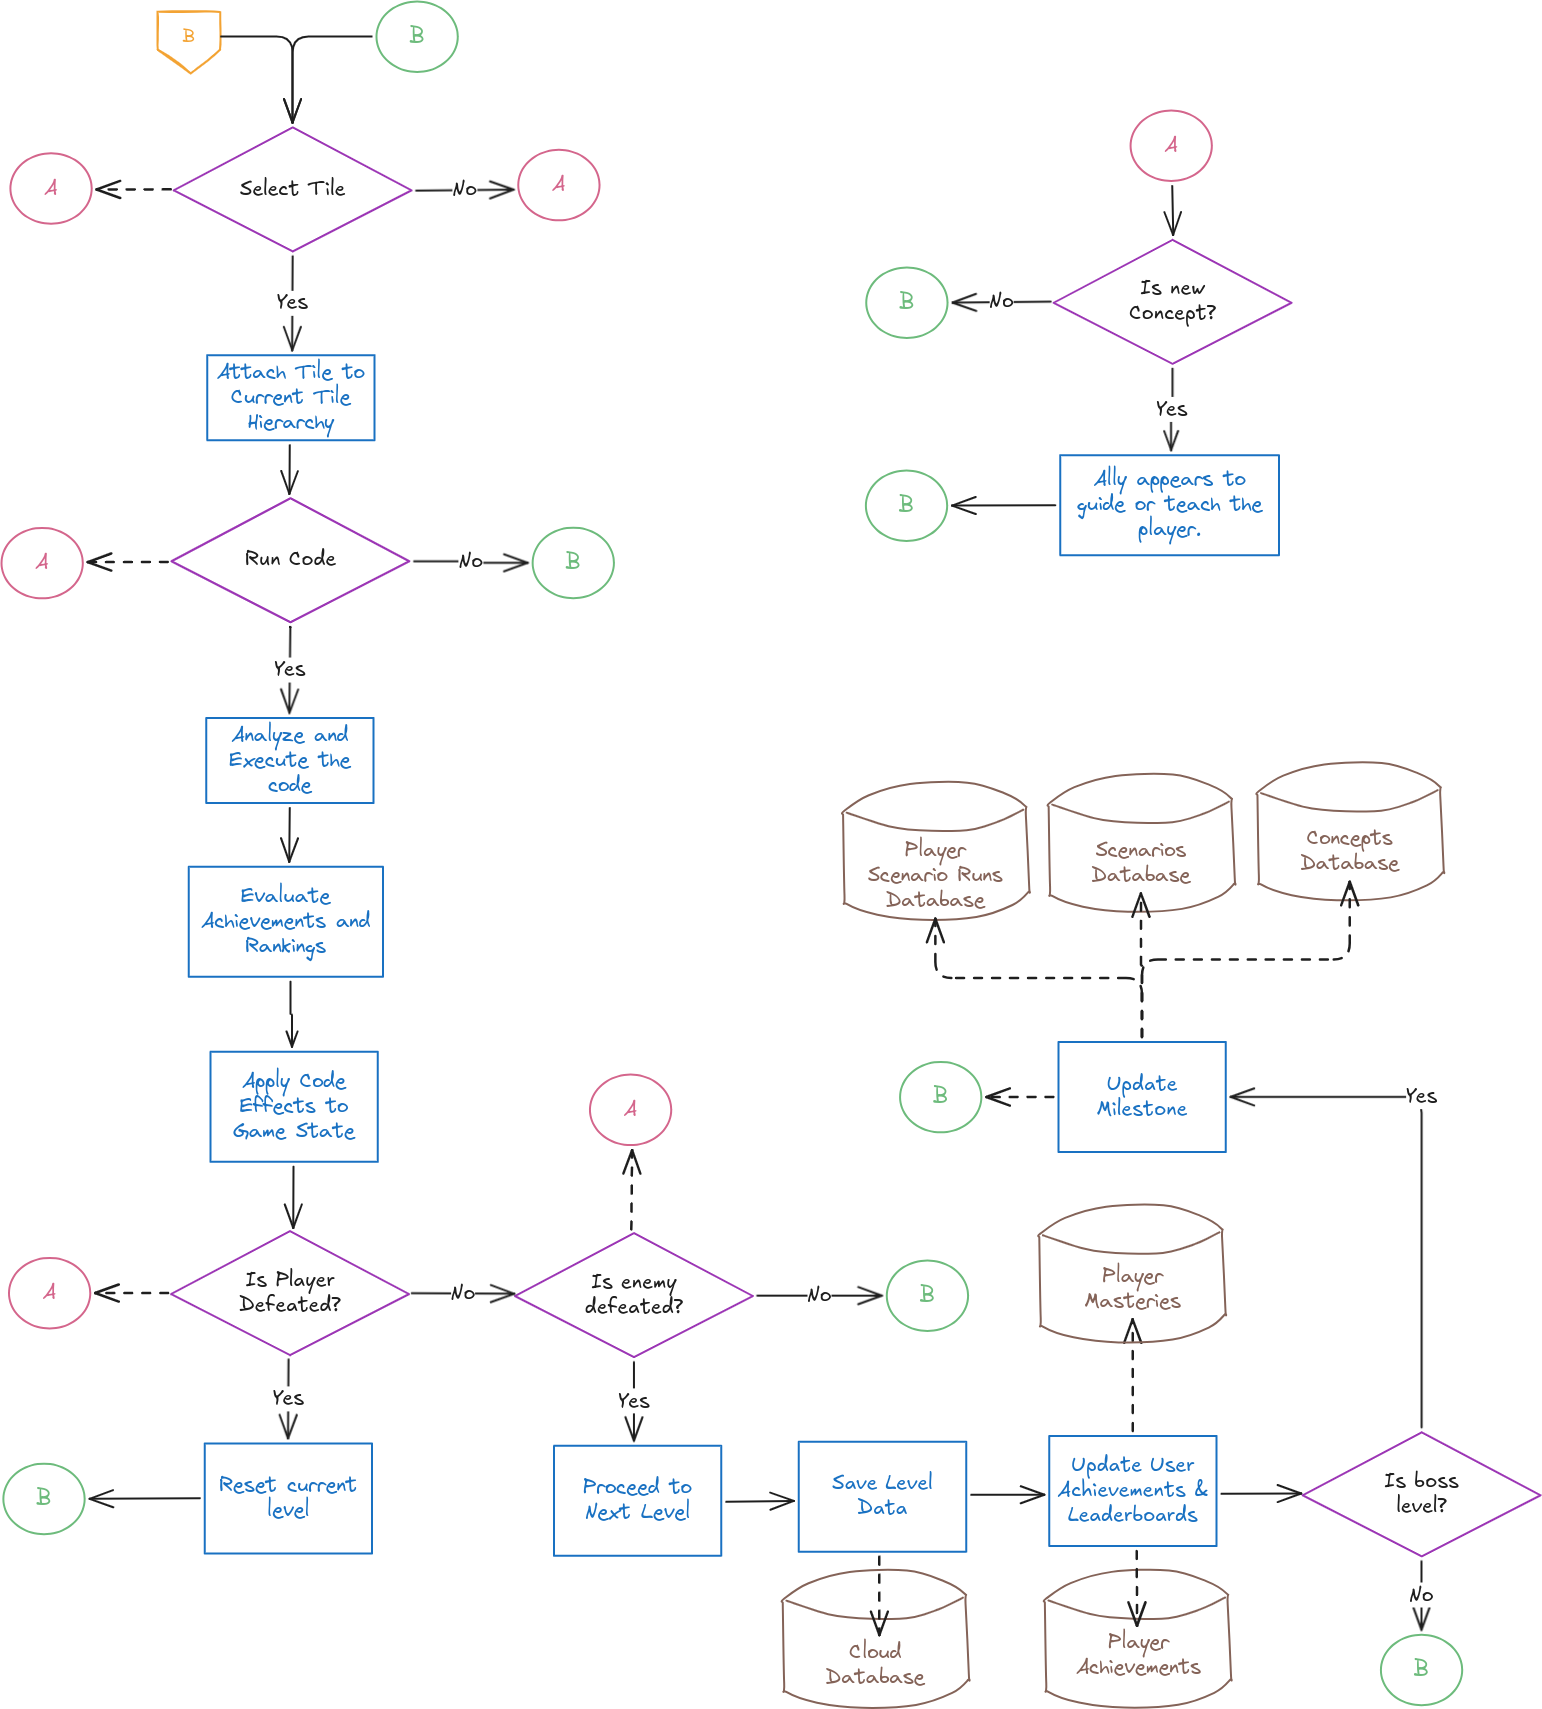 B
B
A
Select Tile
No
A
Yes
Attach Tile to
Current Tile
Hierarchy
A
Run Code
No
B
Yes
Analyze and
Execute the
code
Evaluate
Achievements and
Rankings
Apply Code
Effects to
Game State
A
A
Is Player
Defeated?
No
Is enemy
defeated?
No
B
Yes
Yes
B
Reset current
level
Proceed to
Next Level
Save Level
Data
Cloud
Database
Update User
Achievements &
Leaderboards
Player
Masteries
Player
Achievements
Is boss
level?
No
B
Yes
Update
Milestone
B
Player
Scenario Runs
Database
Scenarios
Database
Concepts
Database
A
Is new
Concept?
No
B
Yes
Ally appears to
guide or teach the
player.
B